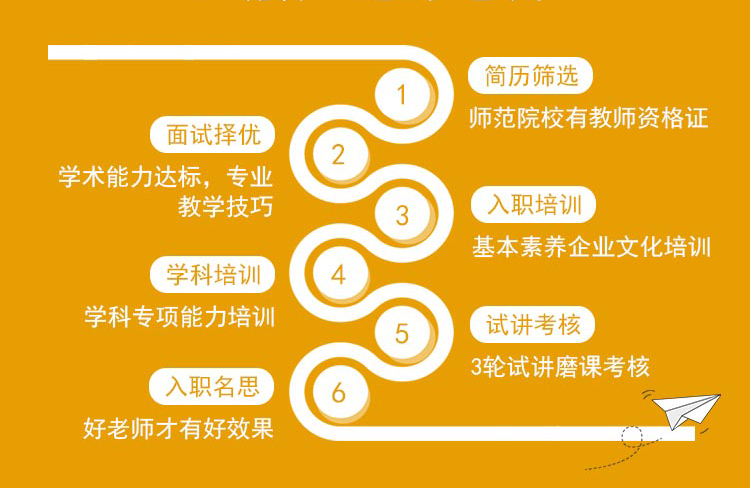 1
简历筛选
师范院校有教师资格证
面试择优
2
学术能力达标，专业
教学技巧
3
入职培训
基本素养企业文化培训
学科培训
4
学科专项能力培训
5
试讲考核
3轮试讲磨课考核
入职名思
6
好老师才有好效果